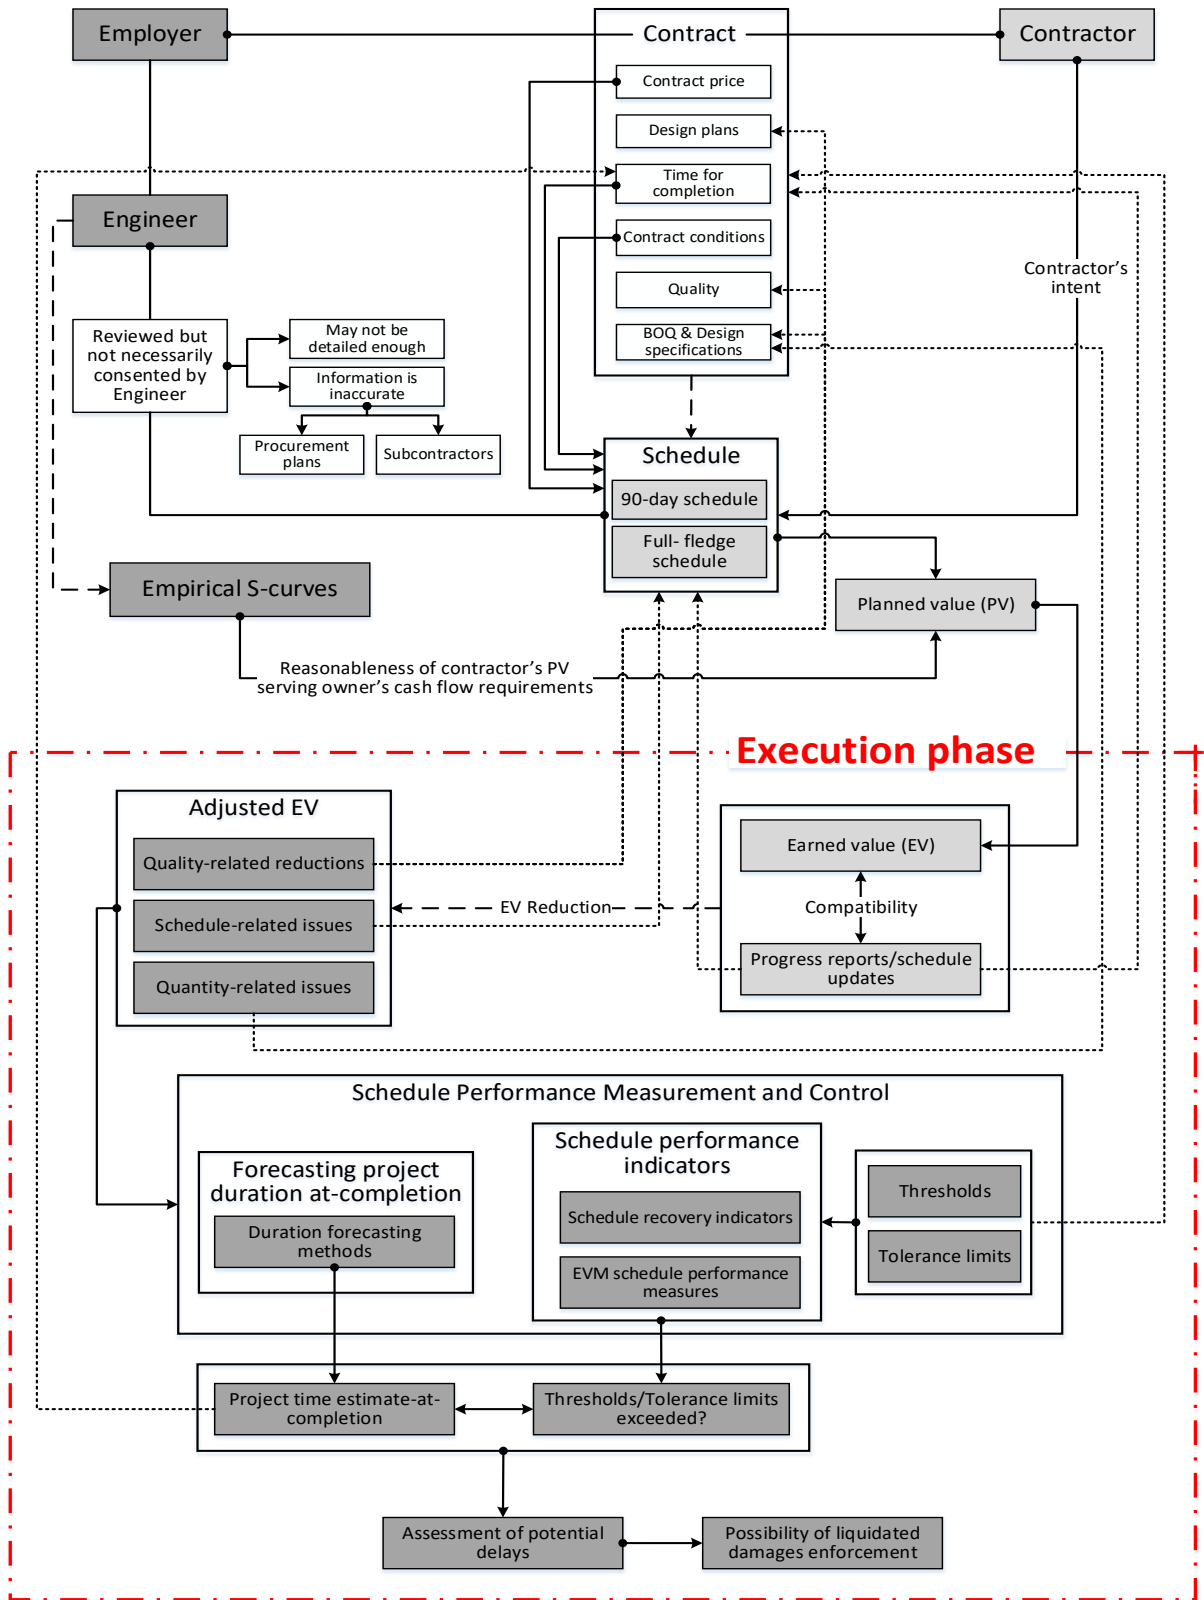 Employer
Contract
Contractor
Contract price
Design plans
Time for
completion
Engineer
Contract conditions
Contractor's
intent
Quality
BOQ & Design
specifications
Reviewed but
not necessarily
consented by
Engineer
May not be
detailed enough
Information is
inaccurate
Procurement
plans
Subcontractors
Schedule
90-day schedule
Full- fledge
schedule
Empirical S-curves
Planned value (PV)
Reasonableness of contractor's PV
serving owner's cash flow requirements
Execution phase
Adjusted EV
Quality-related reductions
Schedule-related issues
Quantity-related issues
EV Reduction
Earned value (EV)
Compatibility
Progress reports/schedule
updates
Schedule Performance Measurement and Control
Forecasting project
duration at-completion
Duration forecasting
methods
Schedule performance
indicators
Schedule recovery indicators
EVM schedule performance
measures
Thresholds
Tolerance limits
Project time estimate-at-
completion
Thresholds/Tolerance limits
exceeded?
Assessment of potential
delays
Possibility of liquidated
damages enforcement